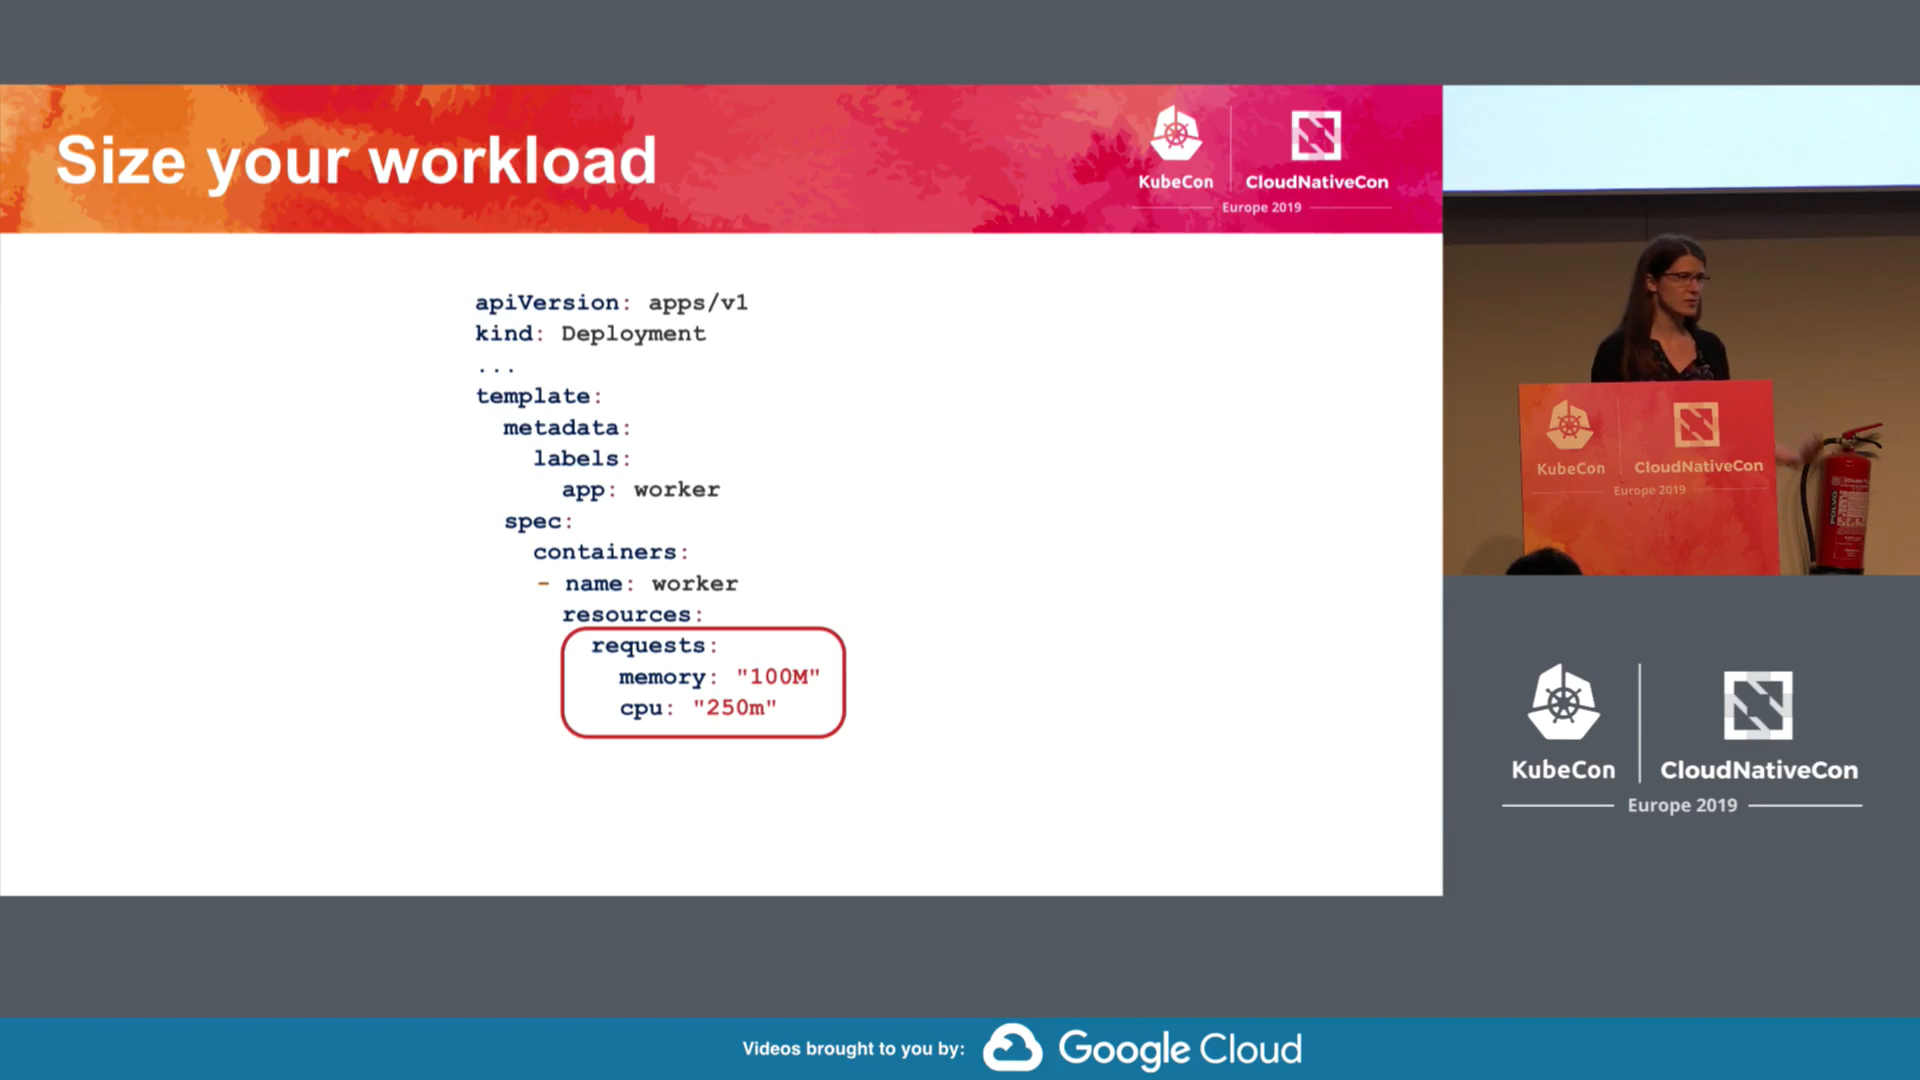 Size your workload
KubeCon
CloudNativeCon
Europe 2019
apiVersion: apps/v1
kind: Deployment
...
template:
metadata:
labels:
app: worker
spec:
containers:
- name: worker
resources:
requests:
memory: "100M"
cpu: "250m"
KubeCon
CloudNativeCon
Europe 2019
POLVO
KubeCon
CloudNativeCon
Europe 2019
Videos brought to you by:
Google Cloud